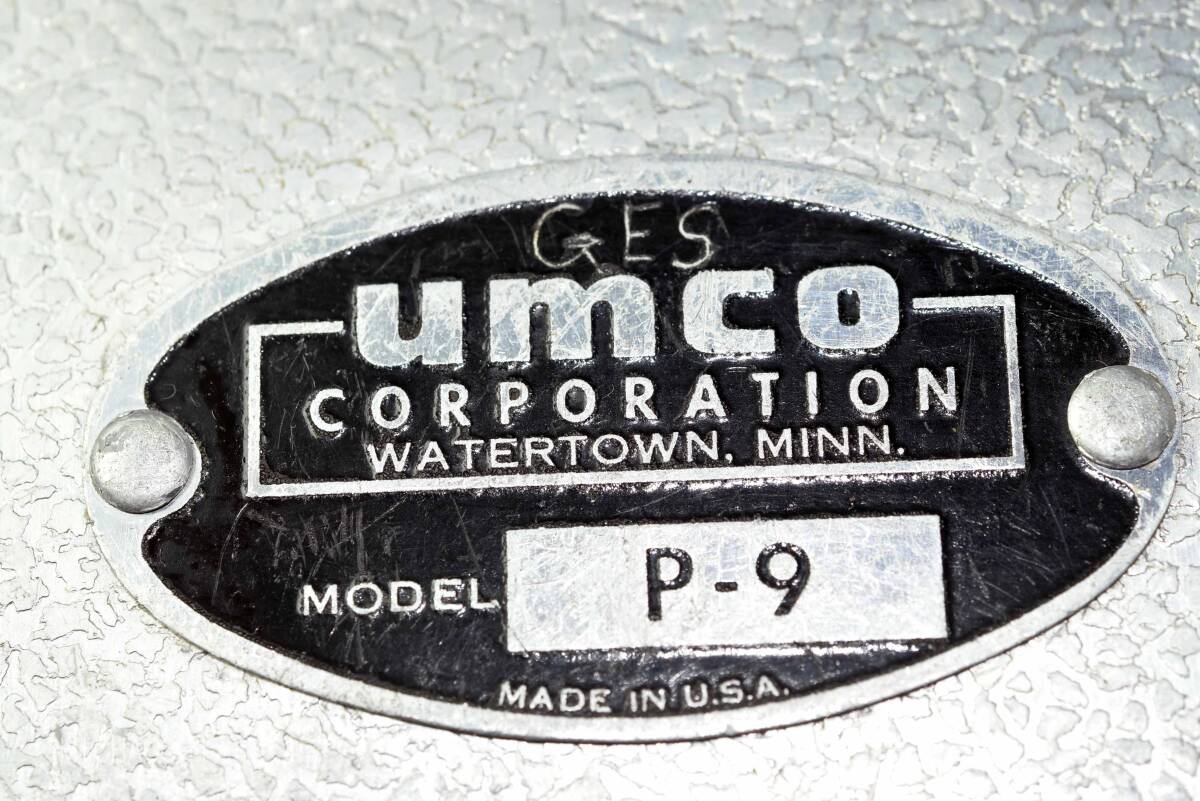 GES
umco
CORPORATION
WATERTOWN, MINN.
MODEL P-9
MADE IN U.S.A.